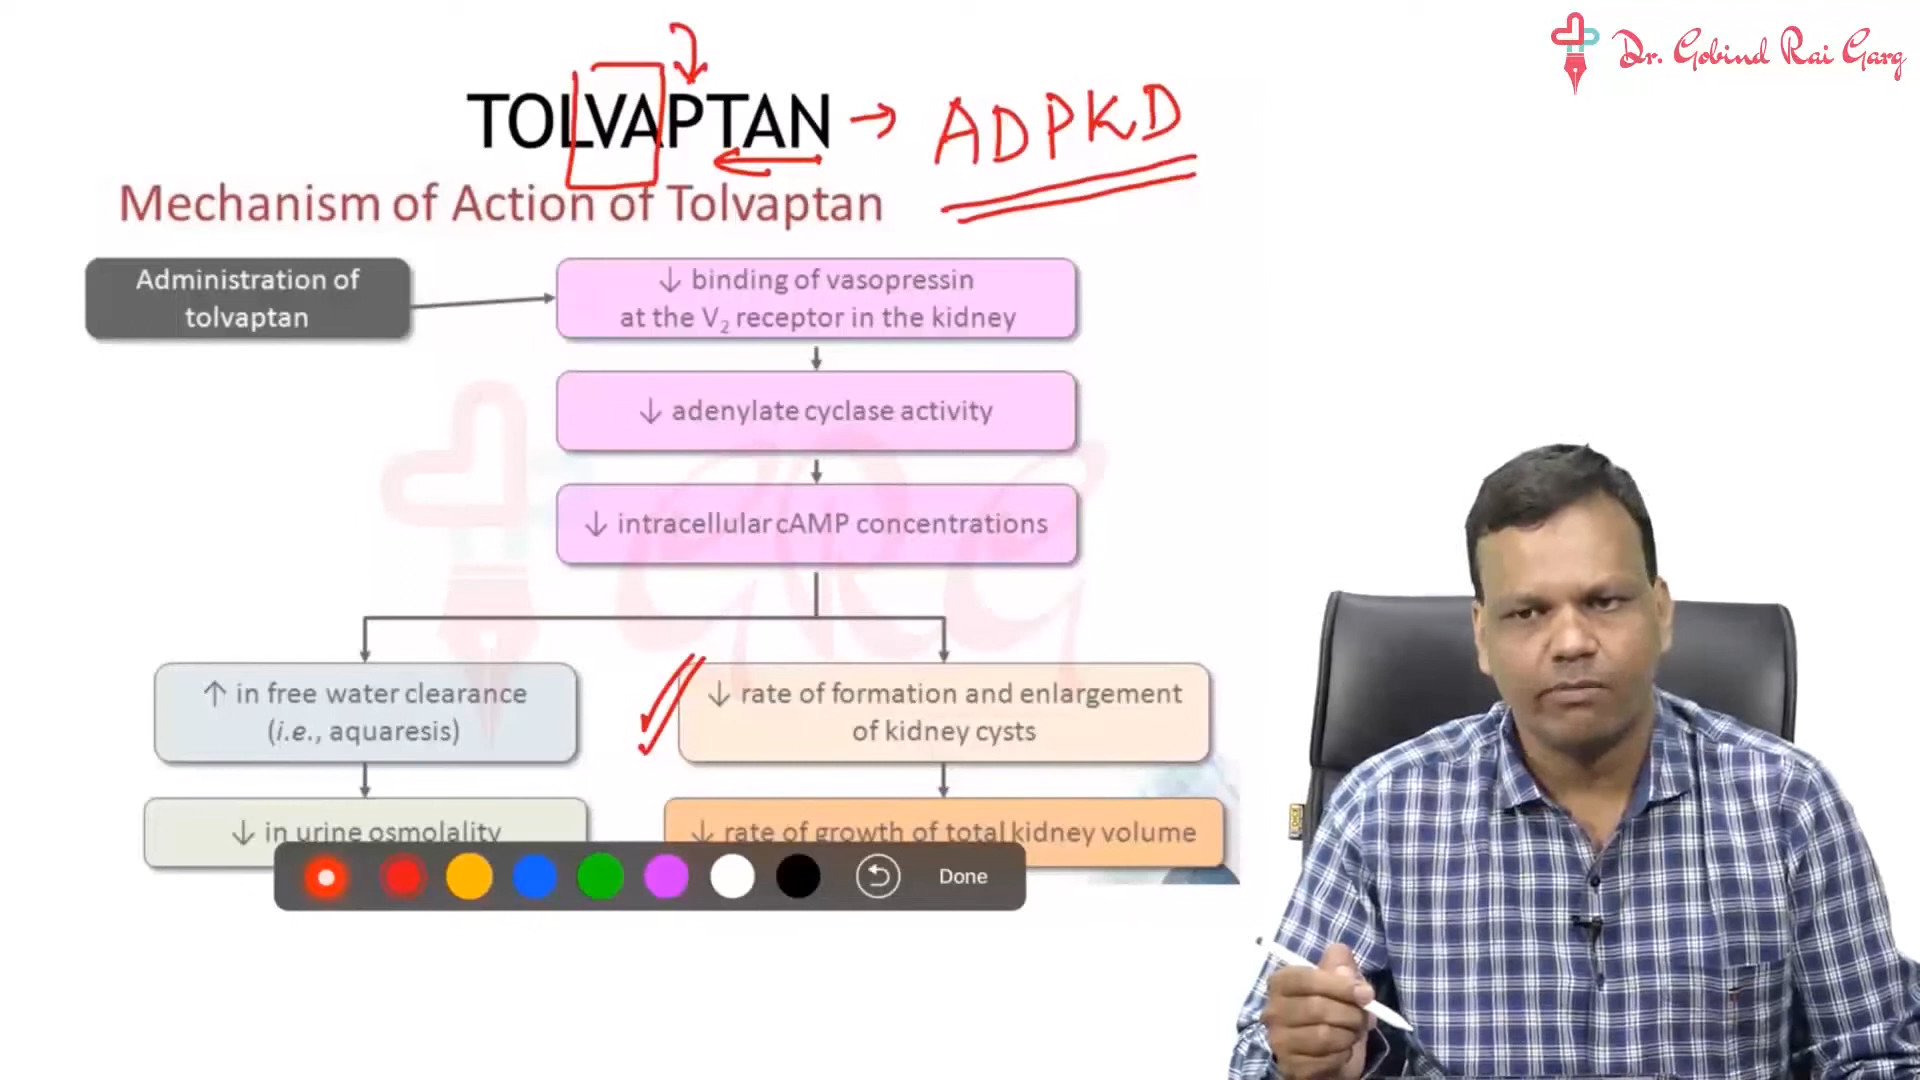 Dr. Gobind Rai Garg
TOLVAPTAN → ADPKD
Mechanism of Action of Tolvaptan
Administration of
tolvaptan
↓ binding of vasopressin
at the V₂ receptor in the kidney
↓ adenylate cyclase activity
↓ intracellular cAMP concentrations
↑ in free water clearance
(i.e., aquaresis)
↓ rate of formation and enlargement
of kidney cysts
↓ in urine osmolality
↓ rate of growth of total kidney volume
Done
GRG